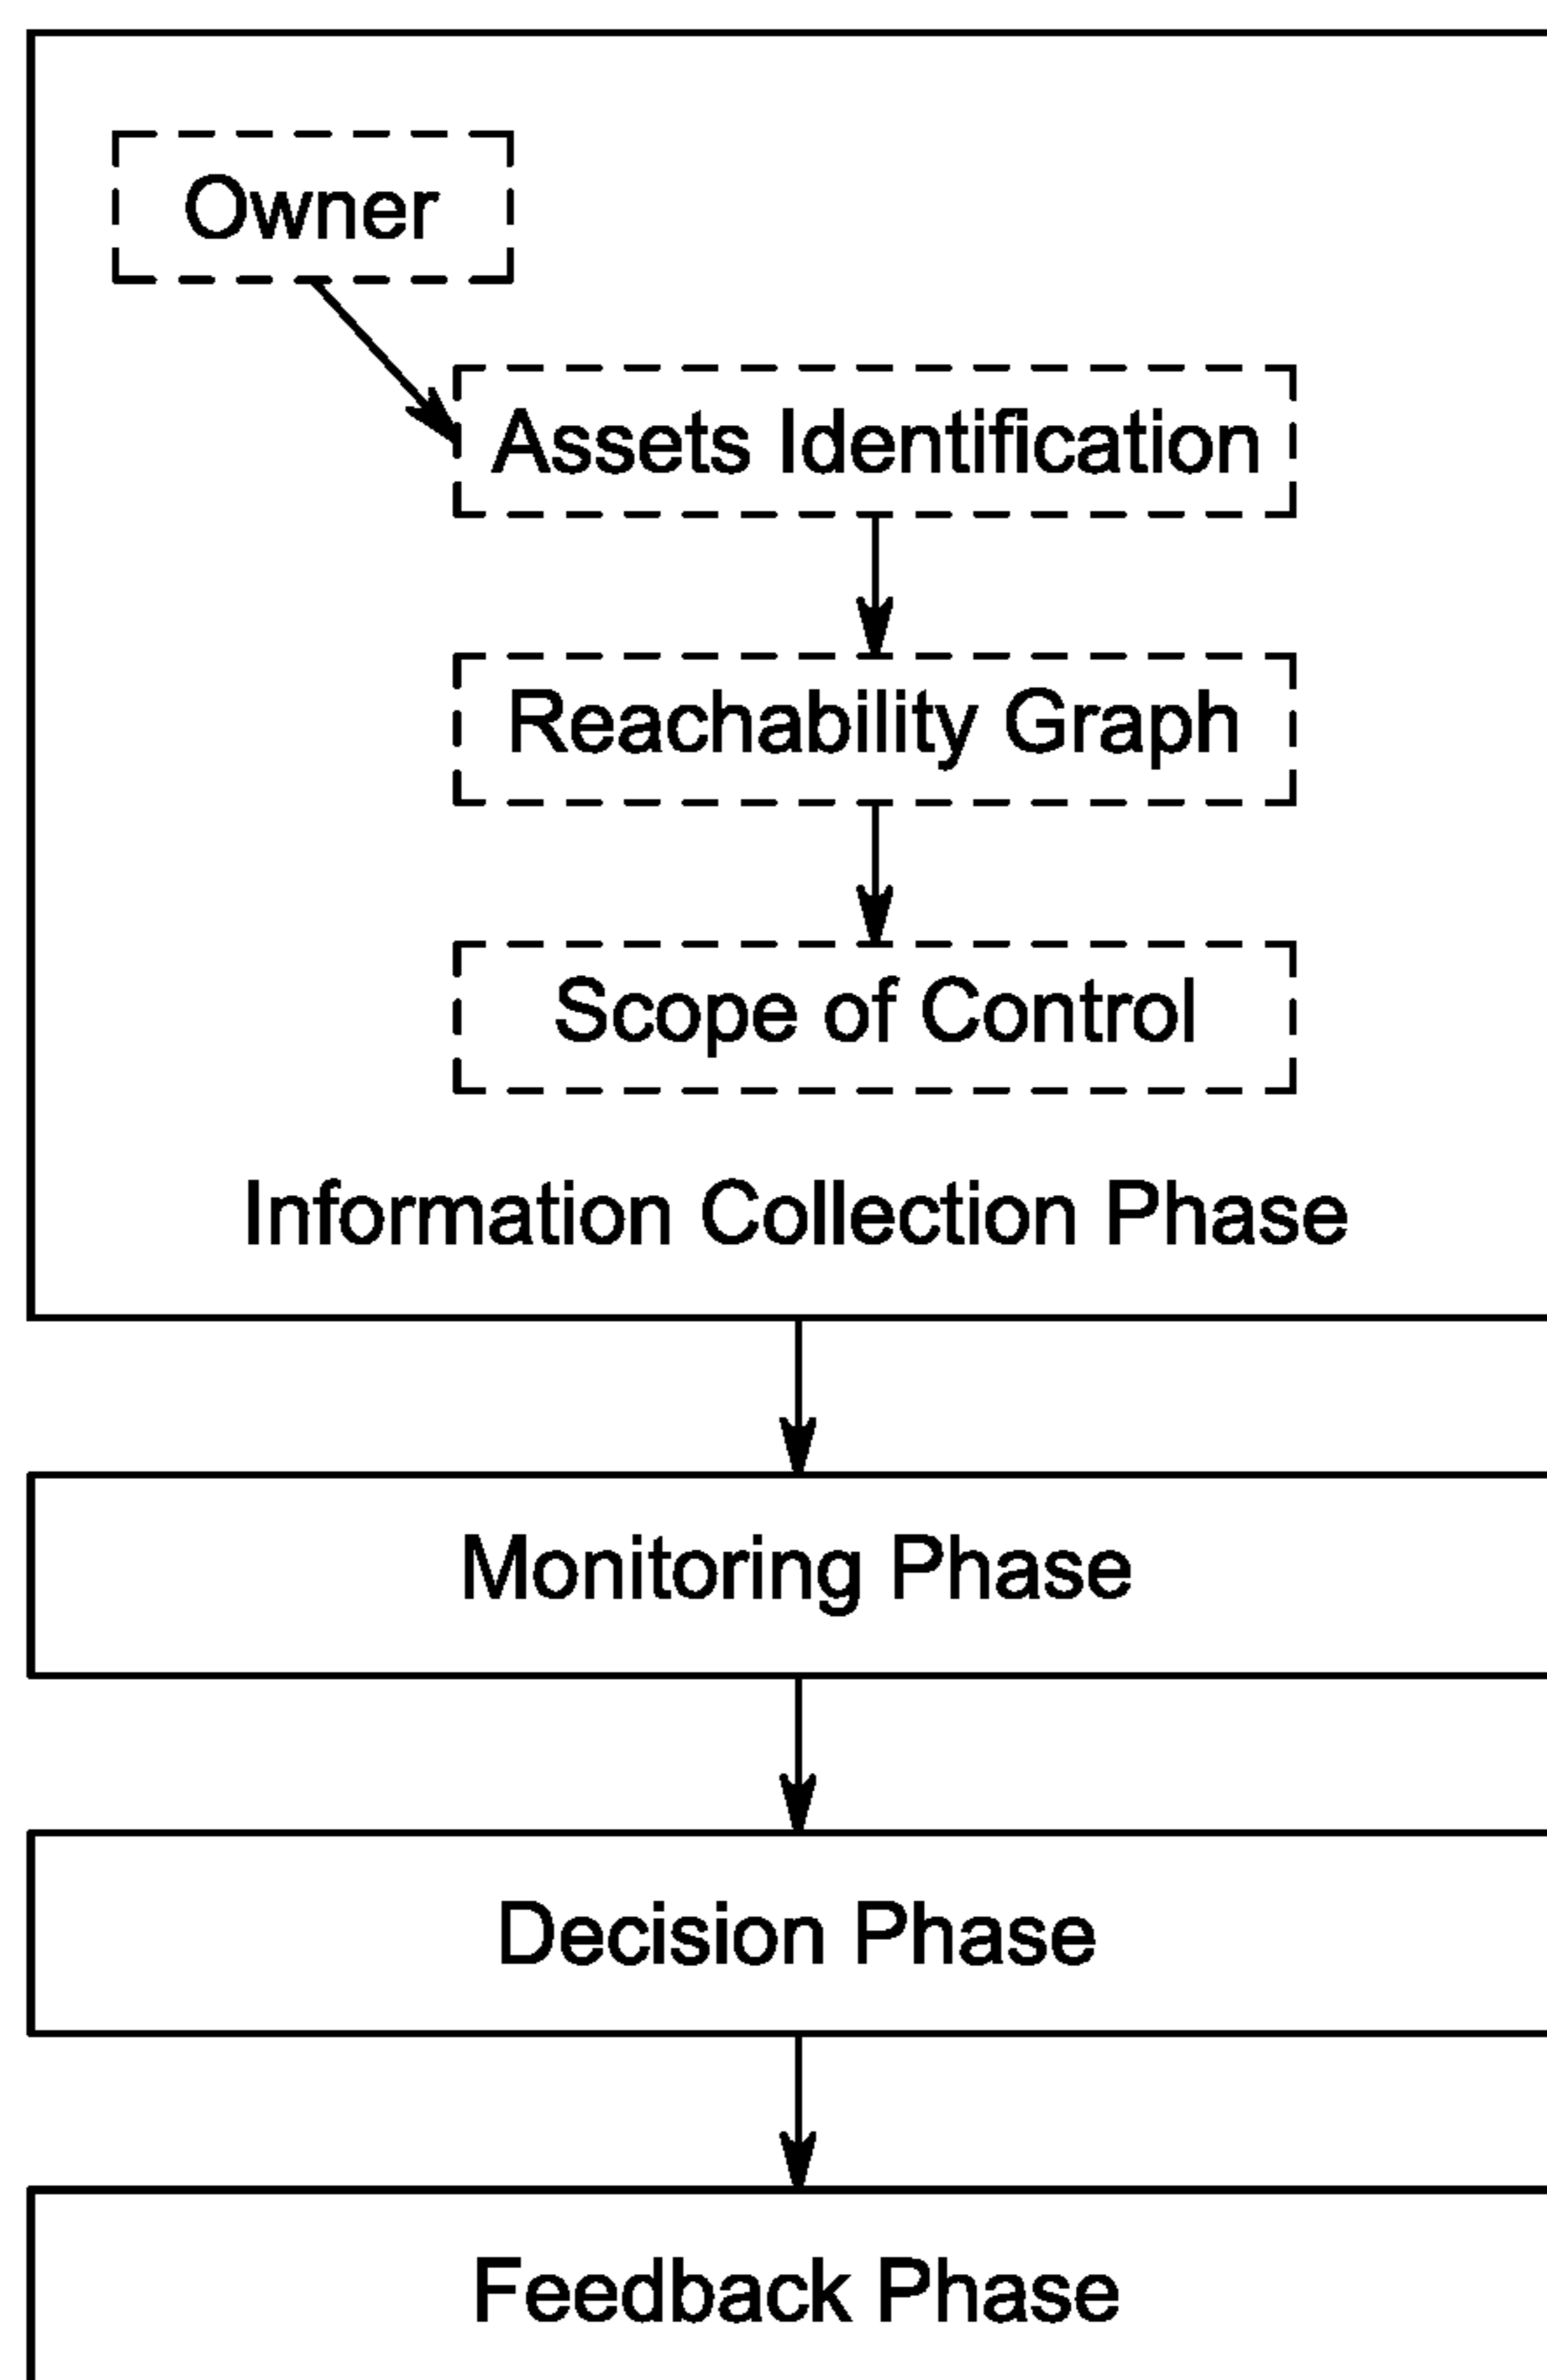 Owner
Assets Identification
Reachability Graph
Scope of Control
Information Collection Phase
Monitoring Phase
Decision Phase
Feedback Phase